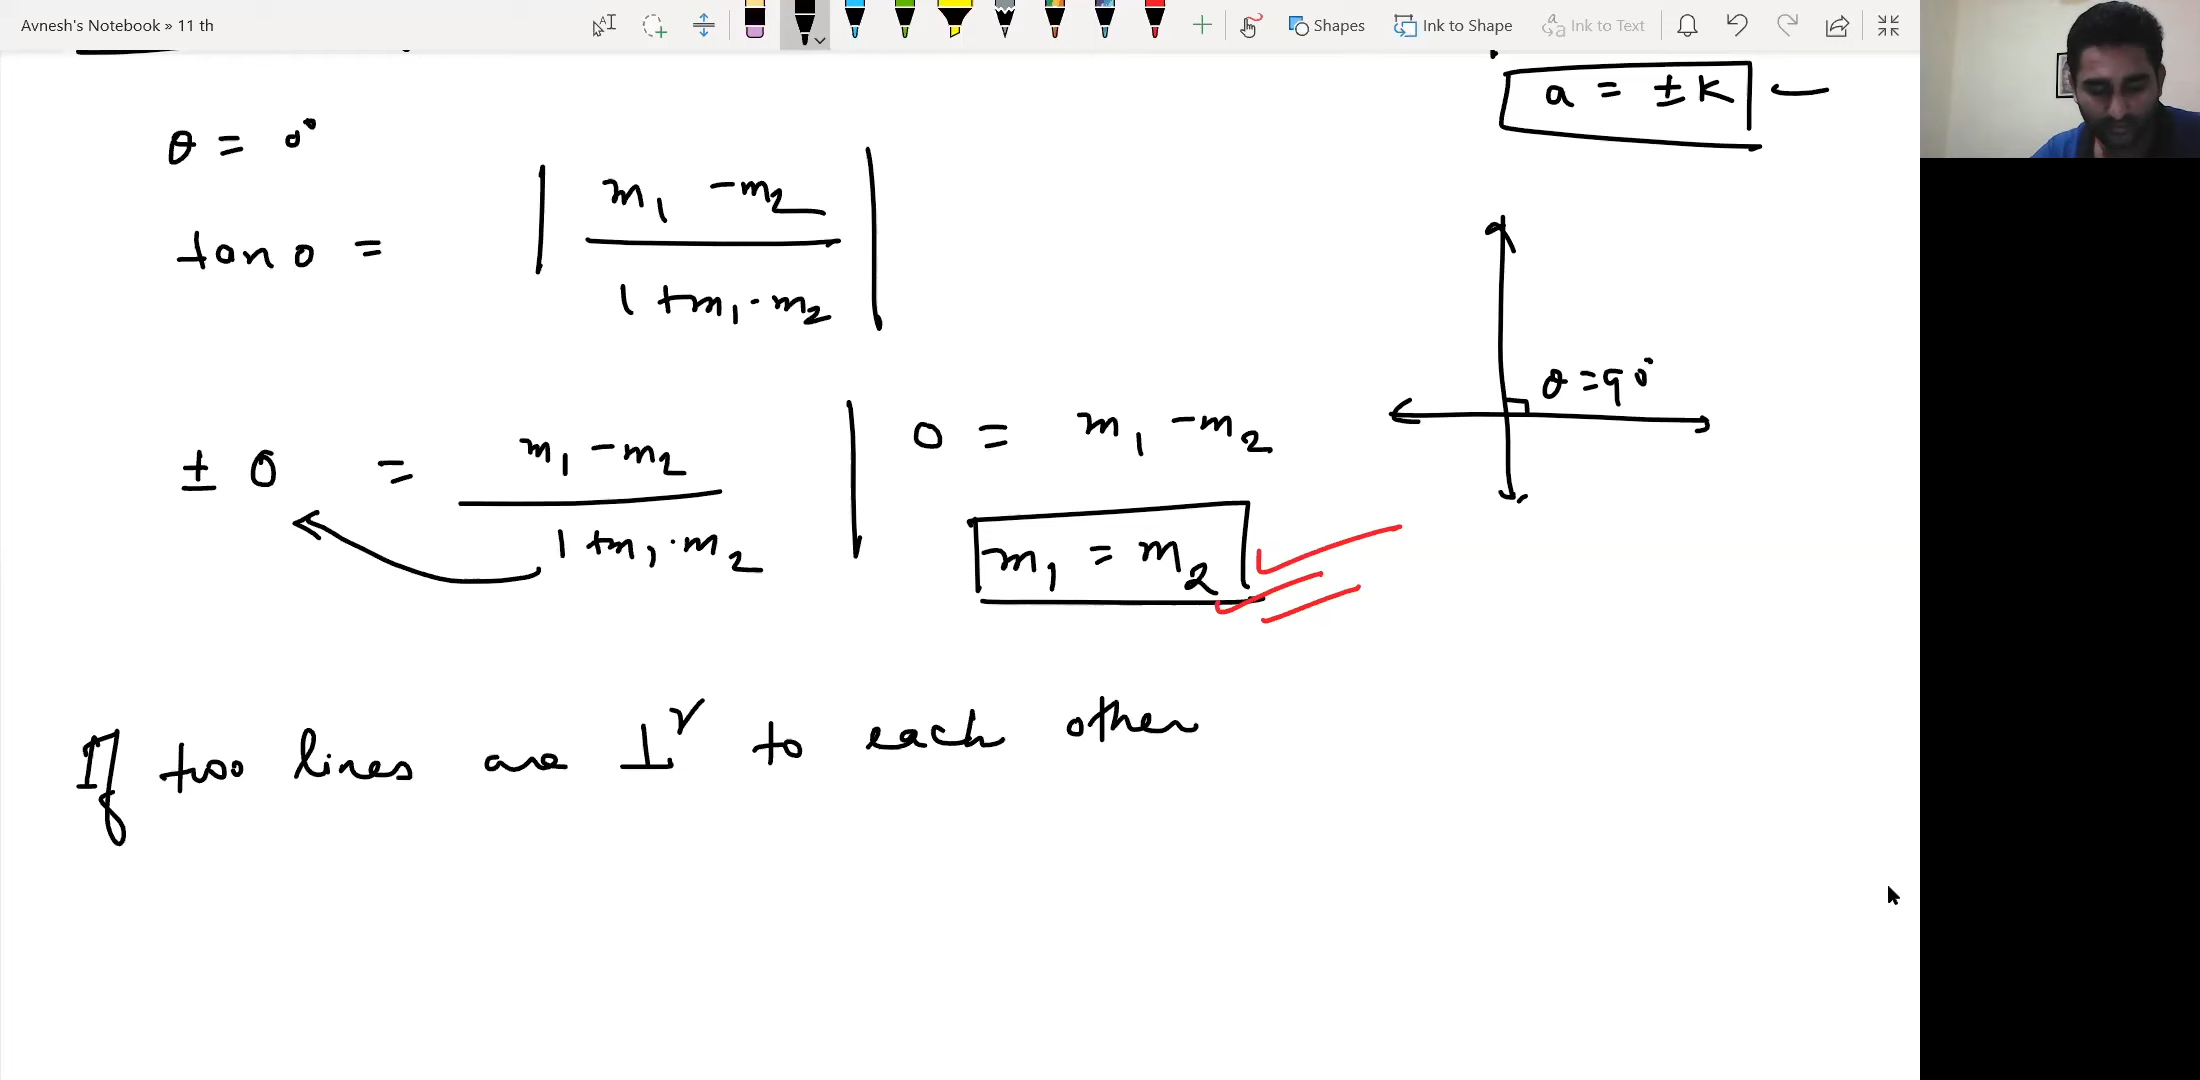 Avnesh's Notebook » 11 th
Shapes
Ink to Shape
Ink to Text
a = ±k
θ = 0°
tan 0 = | m₁ - m₂ / 1 + m₁ · m₂ |
θ = 90°
± 0 = m₁ - m₂ / 1 + m₁ · m₂
0 = m₁ - m₂
m₁ = m₂
If two lines are ⊥ʳ to each other